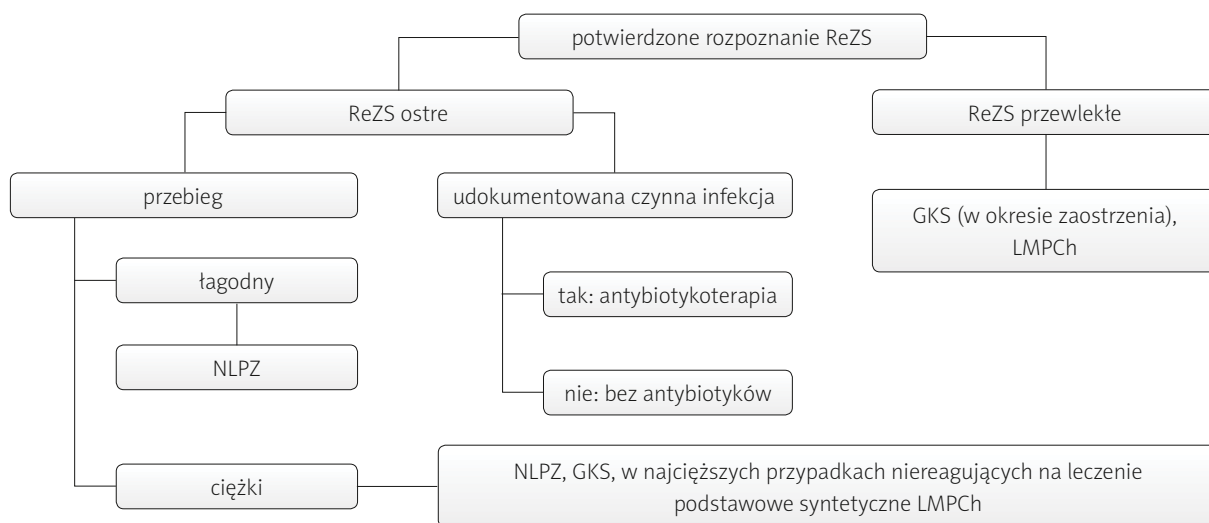 potwierdzone rozpoznanie ReZS
ReZS ostre
ReZS przewlekłe
przebieg
udokumentowana czynna infekcja
GKS (w okresie zaostrzenia),
LMPCh
łagodny
tak: antybiotykoterapia
NLPZ
nie: bez antybiotyków
ciężki
NLPZ, GKS, w najcięższych przypadkach niereagujących na leczenie
podstawowe syntetyczne LMPCh